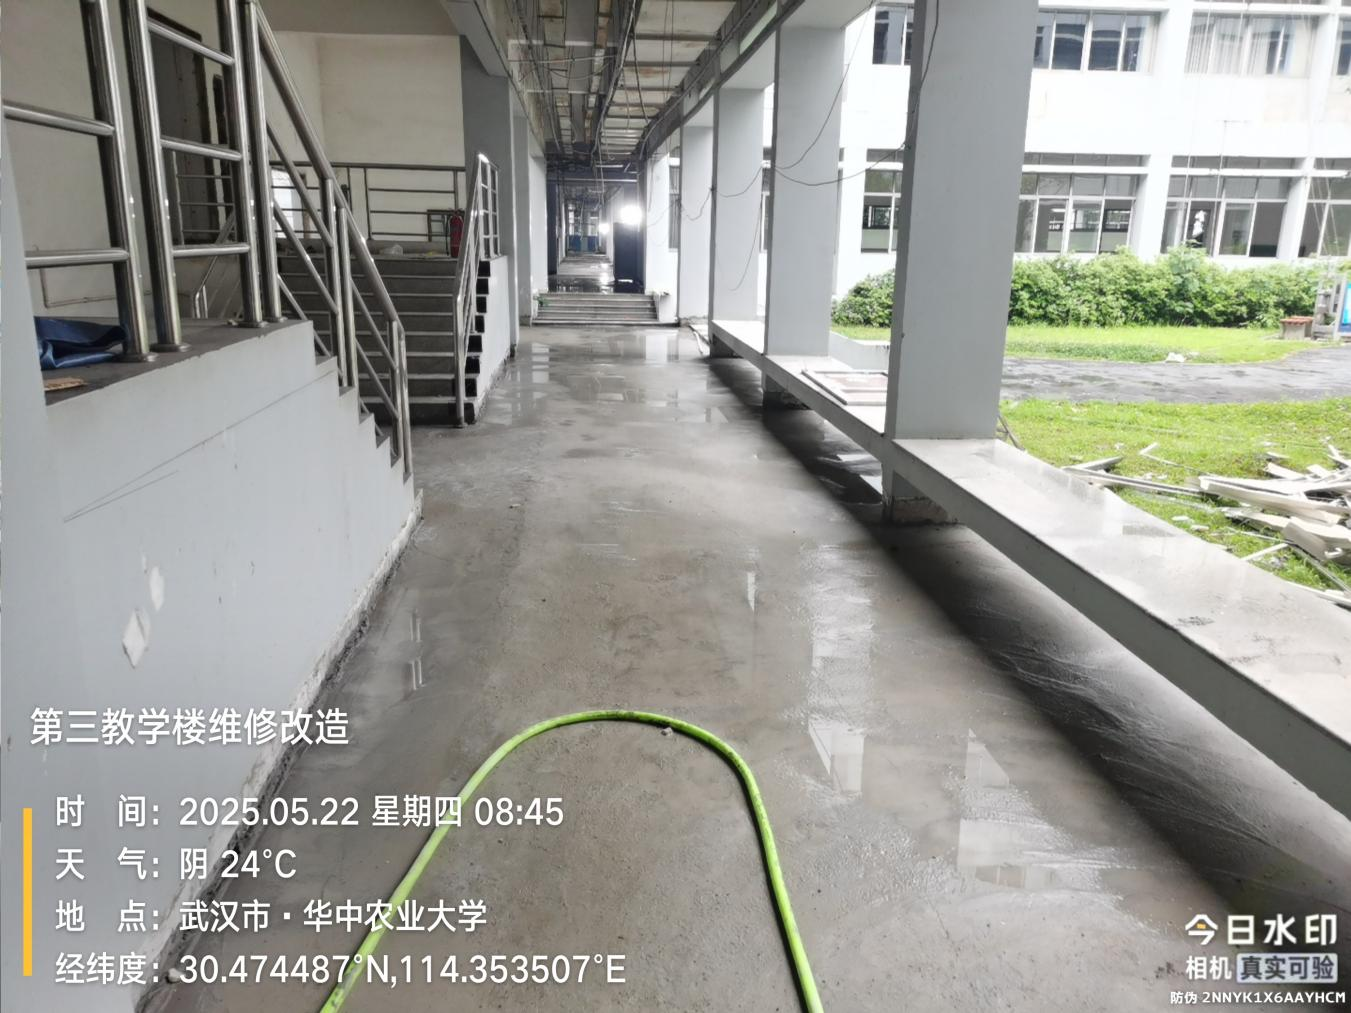 第三教学楼维修改造
时 间：2025.05.22 星期四 08:45
天 气：阴 24°C
地 点：武汉市·华中农业大学
经纬度：30.474487°N,114.353507°E
今日水印
相机 真实可验
防伪 2NNYK1X6AAYHCM